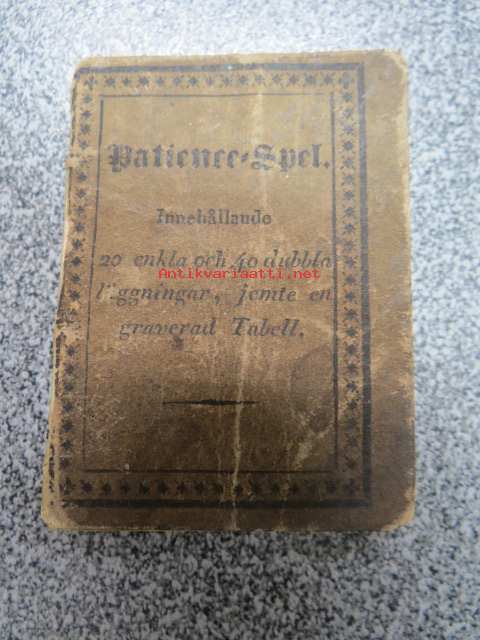 Patience-Spel.
Innehållande
20 enkla och 40 dubbla
Antikvariaatti.net
läggningar, jemte en
graverad Tabell.